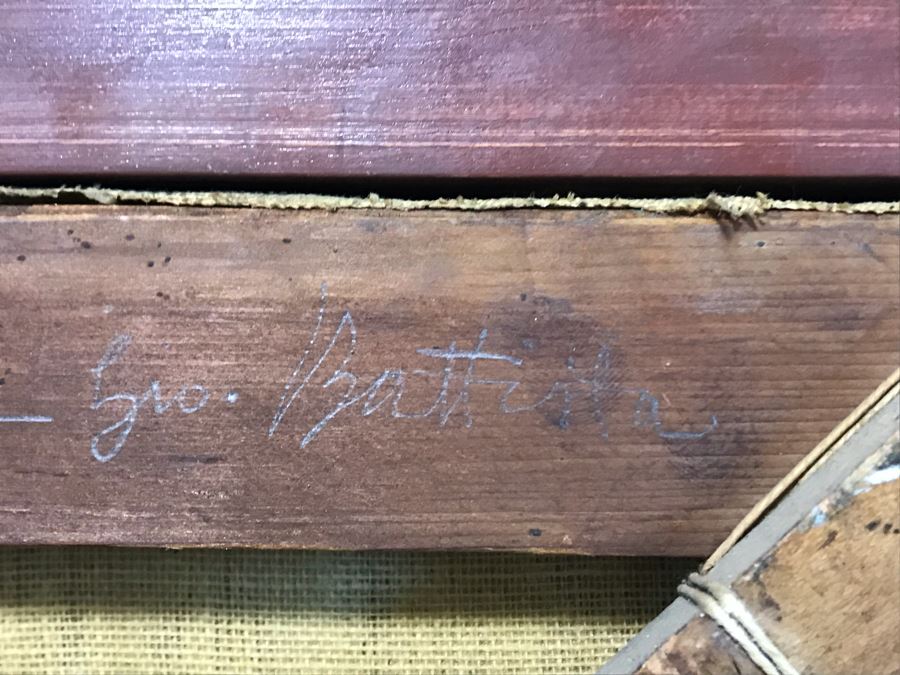 — Gio. Battista